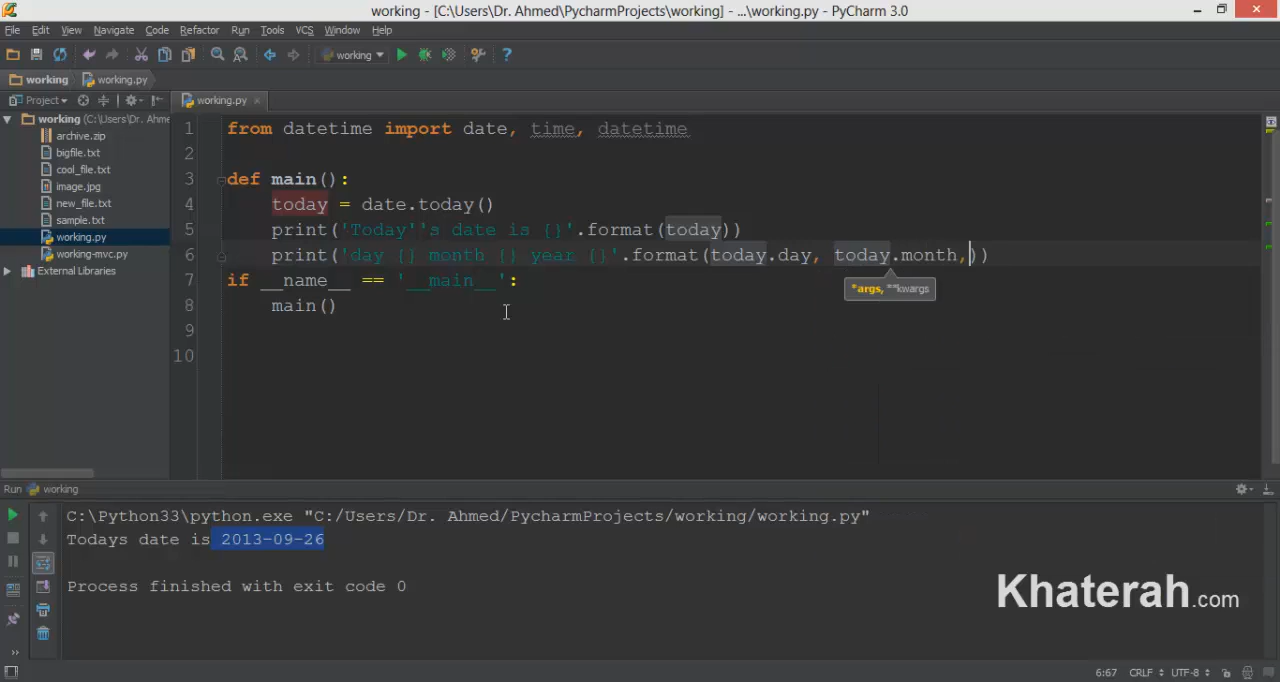 working - [C:\Users\Dr. Ahmed\PycharmProjects\working] - ...\working.py - PyCharm 3.0
File Edit View Navigate Code Refactor Run Tools VCS Window Help
working
working working.py
Project working.py
working (C:\Users\Dr. Ahme
archive.zip
bigfile.txt
cool_file.txt
image.jpg
new_file.txt
sample.txt
working.py
working-mvc.py
External Libraries
1 from datetime import date, time, datetime
2
3 def main():
4 today = date.today()
5 print('Today''s date is {}'.format(today))
6 print('day {} month {} year {}'.format(today.day, today.month,))
*args, **kwargs
7 if __name__ == '__main__':
8 main()
9
10
Run working
C:\Python33\python.exe "C:/Users/Dr. Ahmed/PycharmProjects/working/working.py"
Todays date is 2013-09-26
Process finished with exit code 0
Khaterah.com
6:67 CRLF UTF-8